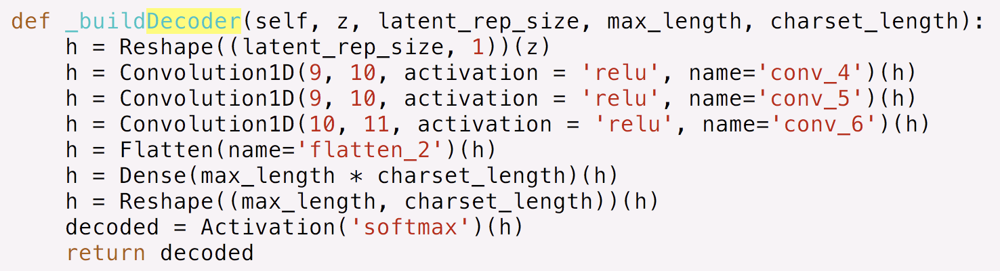 def _buildDecoder(self, z, latent_rep_size, max_length, charset_length):
    h = Reshape((latent_rep_size, 1))(z)
    h = Convolution1D(9, 10, activation = 'relu', name='conv_4')(h)
    h = Convolution1D(9, 10, activation = 'relu', name='conv_5')(h)
    h = Convolution1D(10, 11, activation = 'relu', name='conv_6')(h)
    h = Flatten(name='flatten_2')(h)
    h = Dense(max_length * charset_length)(h)
    h = Reshape((max_length, charset_length))(h)
    decoded = Activation('softmax')(h)
    return decoded